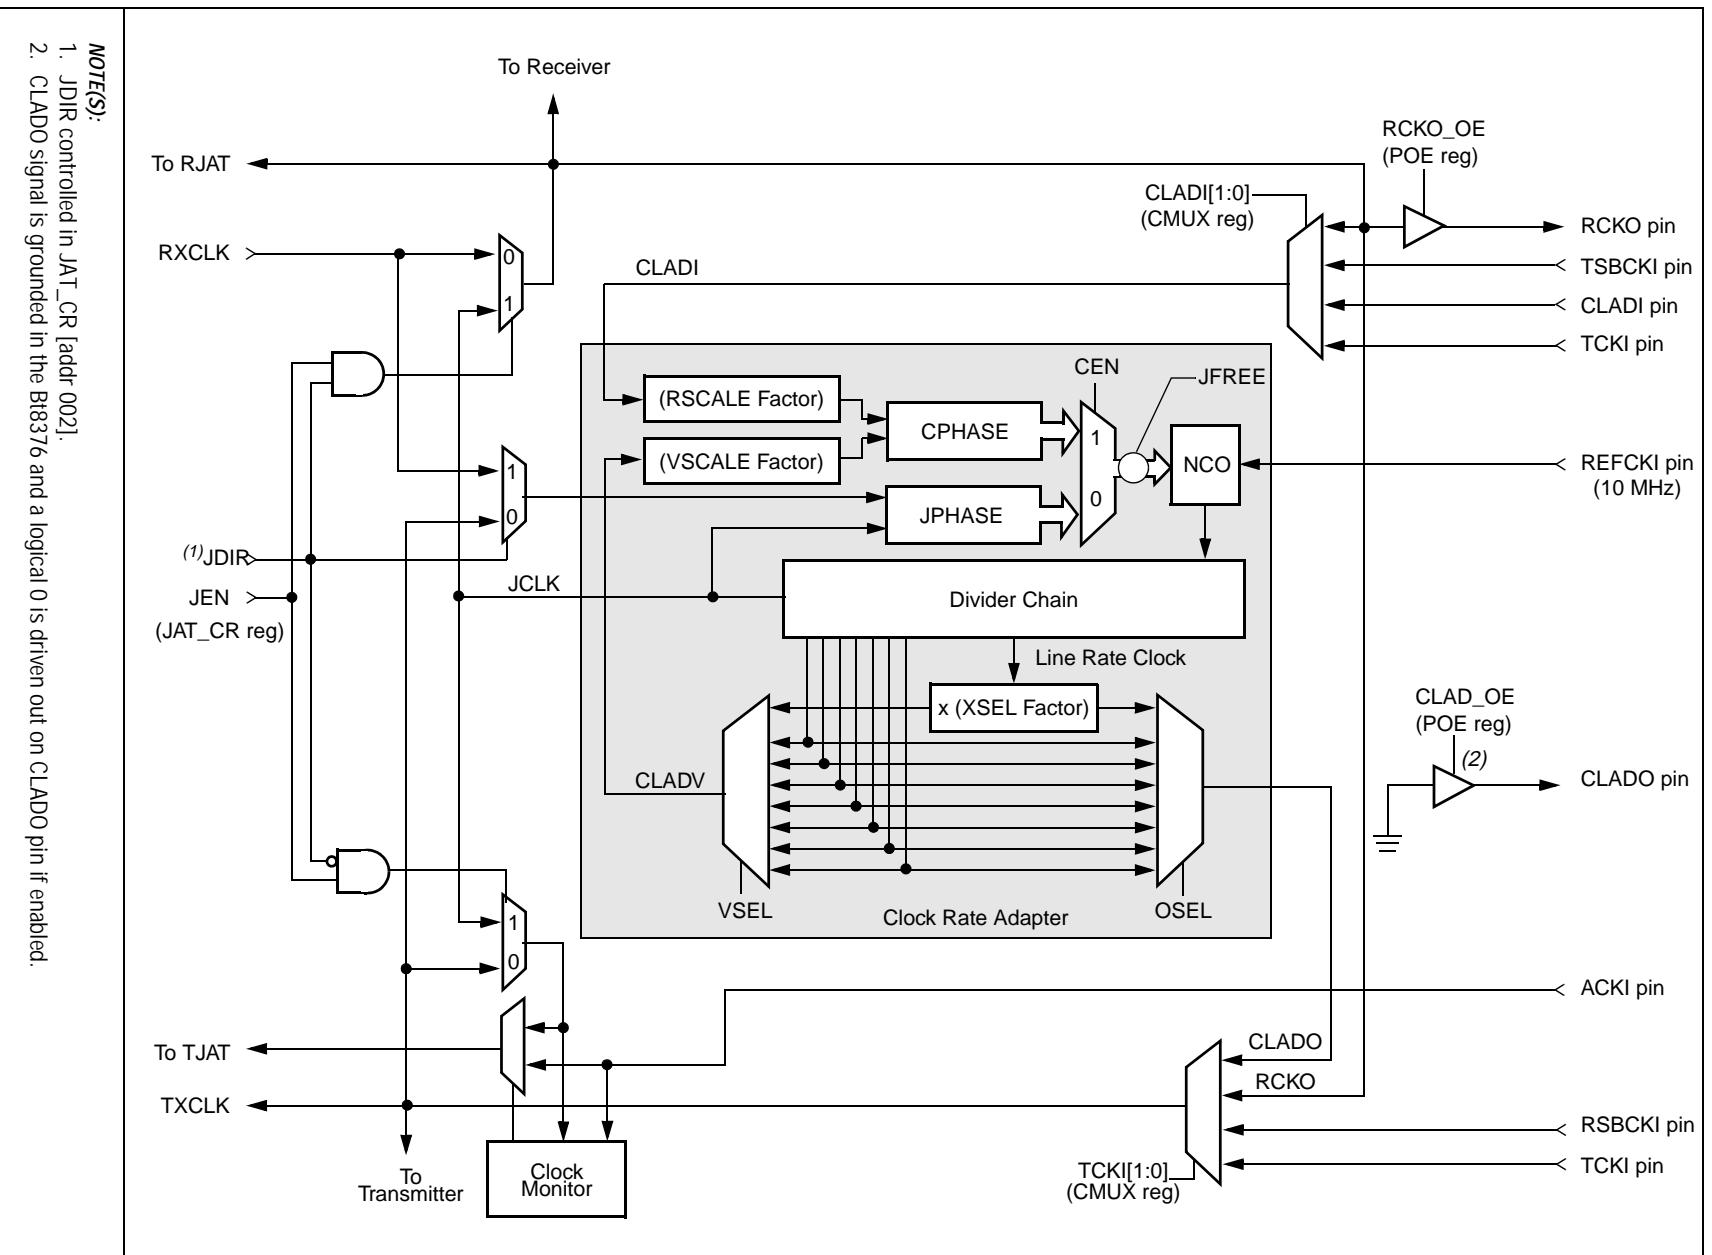 NOTE(S):
1. JDIR controlled in JAT_CR [addr 002].
2. CLADO signal is grounded in the Bt8376 and a logical 0 is driven out on CLADO pin if enabled.
To Receiver
To RJAT
RCKO_OE
(POE reg)
CLADI[1:0]
(CMUX reg)
RCKO pin
RXCLK
0
1
CLADI
TSBCKI pin
CLADI pin
TCKI pin
CEN
JFREE
(RSCALE Factor)
CPHASE
1
0
(VSCALE Factor)
NCO
REFCKI pin
(10 MHz)
1
0
JPHASE
(1)JDIR
JEN
(JAT_CR reg)
JCLK
Divider Chain
Line Rate Clock
x (XSEL Factor)
CLAD_OE
(POE reg)
(2)
CLADV
CLADO pin
VSEL
Clock Rate Adapter
OSEL
1
0
ACKI pin
To TJAT
CLADO
RCKO
TXCLK
RSBCKI pin
TCKI pin
TCKI[1:0]
(CMUX reg)
To
Transmitter
Clock
Monitor